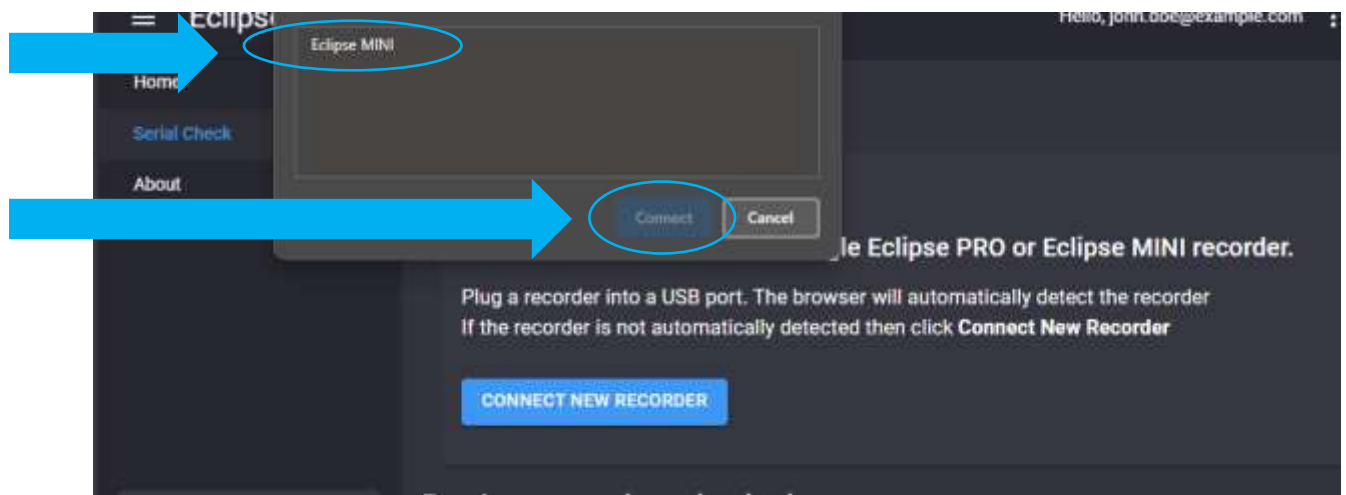 Hello, john.doe@example.com
Eclipse MINI
Home
Serial Check
About
Connect
Cancel
Eclipse PRO or Eclipse MINI recorder.
Plug a recorder into a USB port. The browser will automatically detect the recorder
If the recorder is not automatically detected then click Connect New Recorder
CONNECT NEW RECORDER